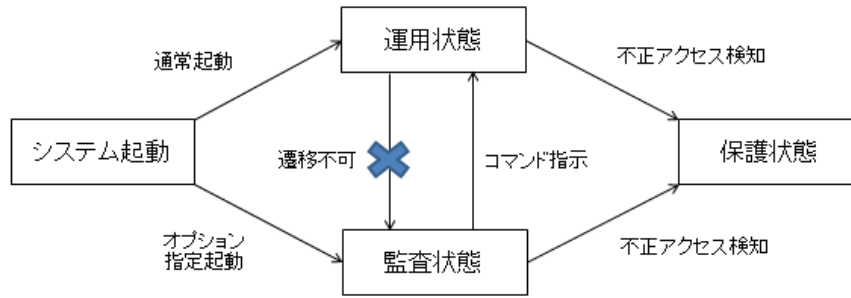 運用状態
通常起動
不正アクセス検知
システム起動
遷移不可
コマンド指示
保護状態
オプション
指定起動
監査状態
不正アクセス検知